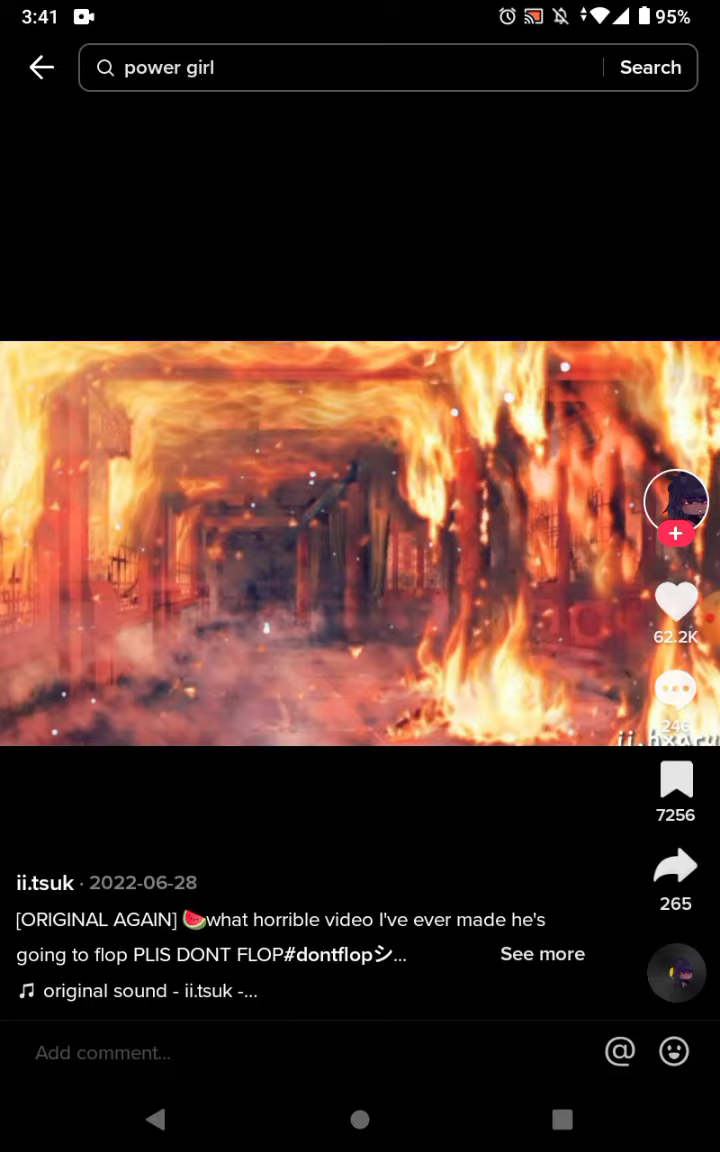 3:41
95%
power girl
Search
62.2K
246
7256
ii.tsuk · 2022-06-28
265
[ORIGINAL AGAIN] 🍉what horrible video I've ever made he's
going to flop PLIS DONT FLOP#dontflopシ...
See more
original sound - ii.tsuk -...
Add comment...